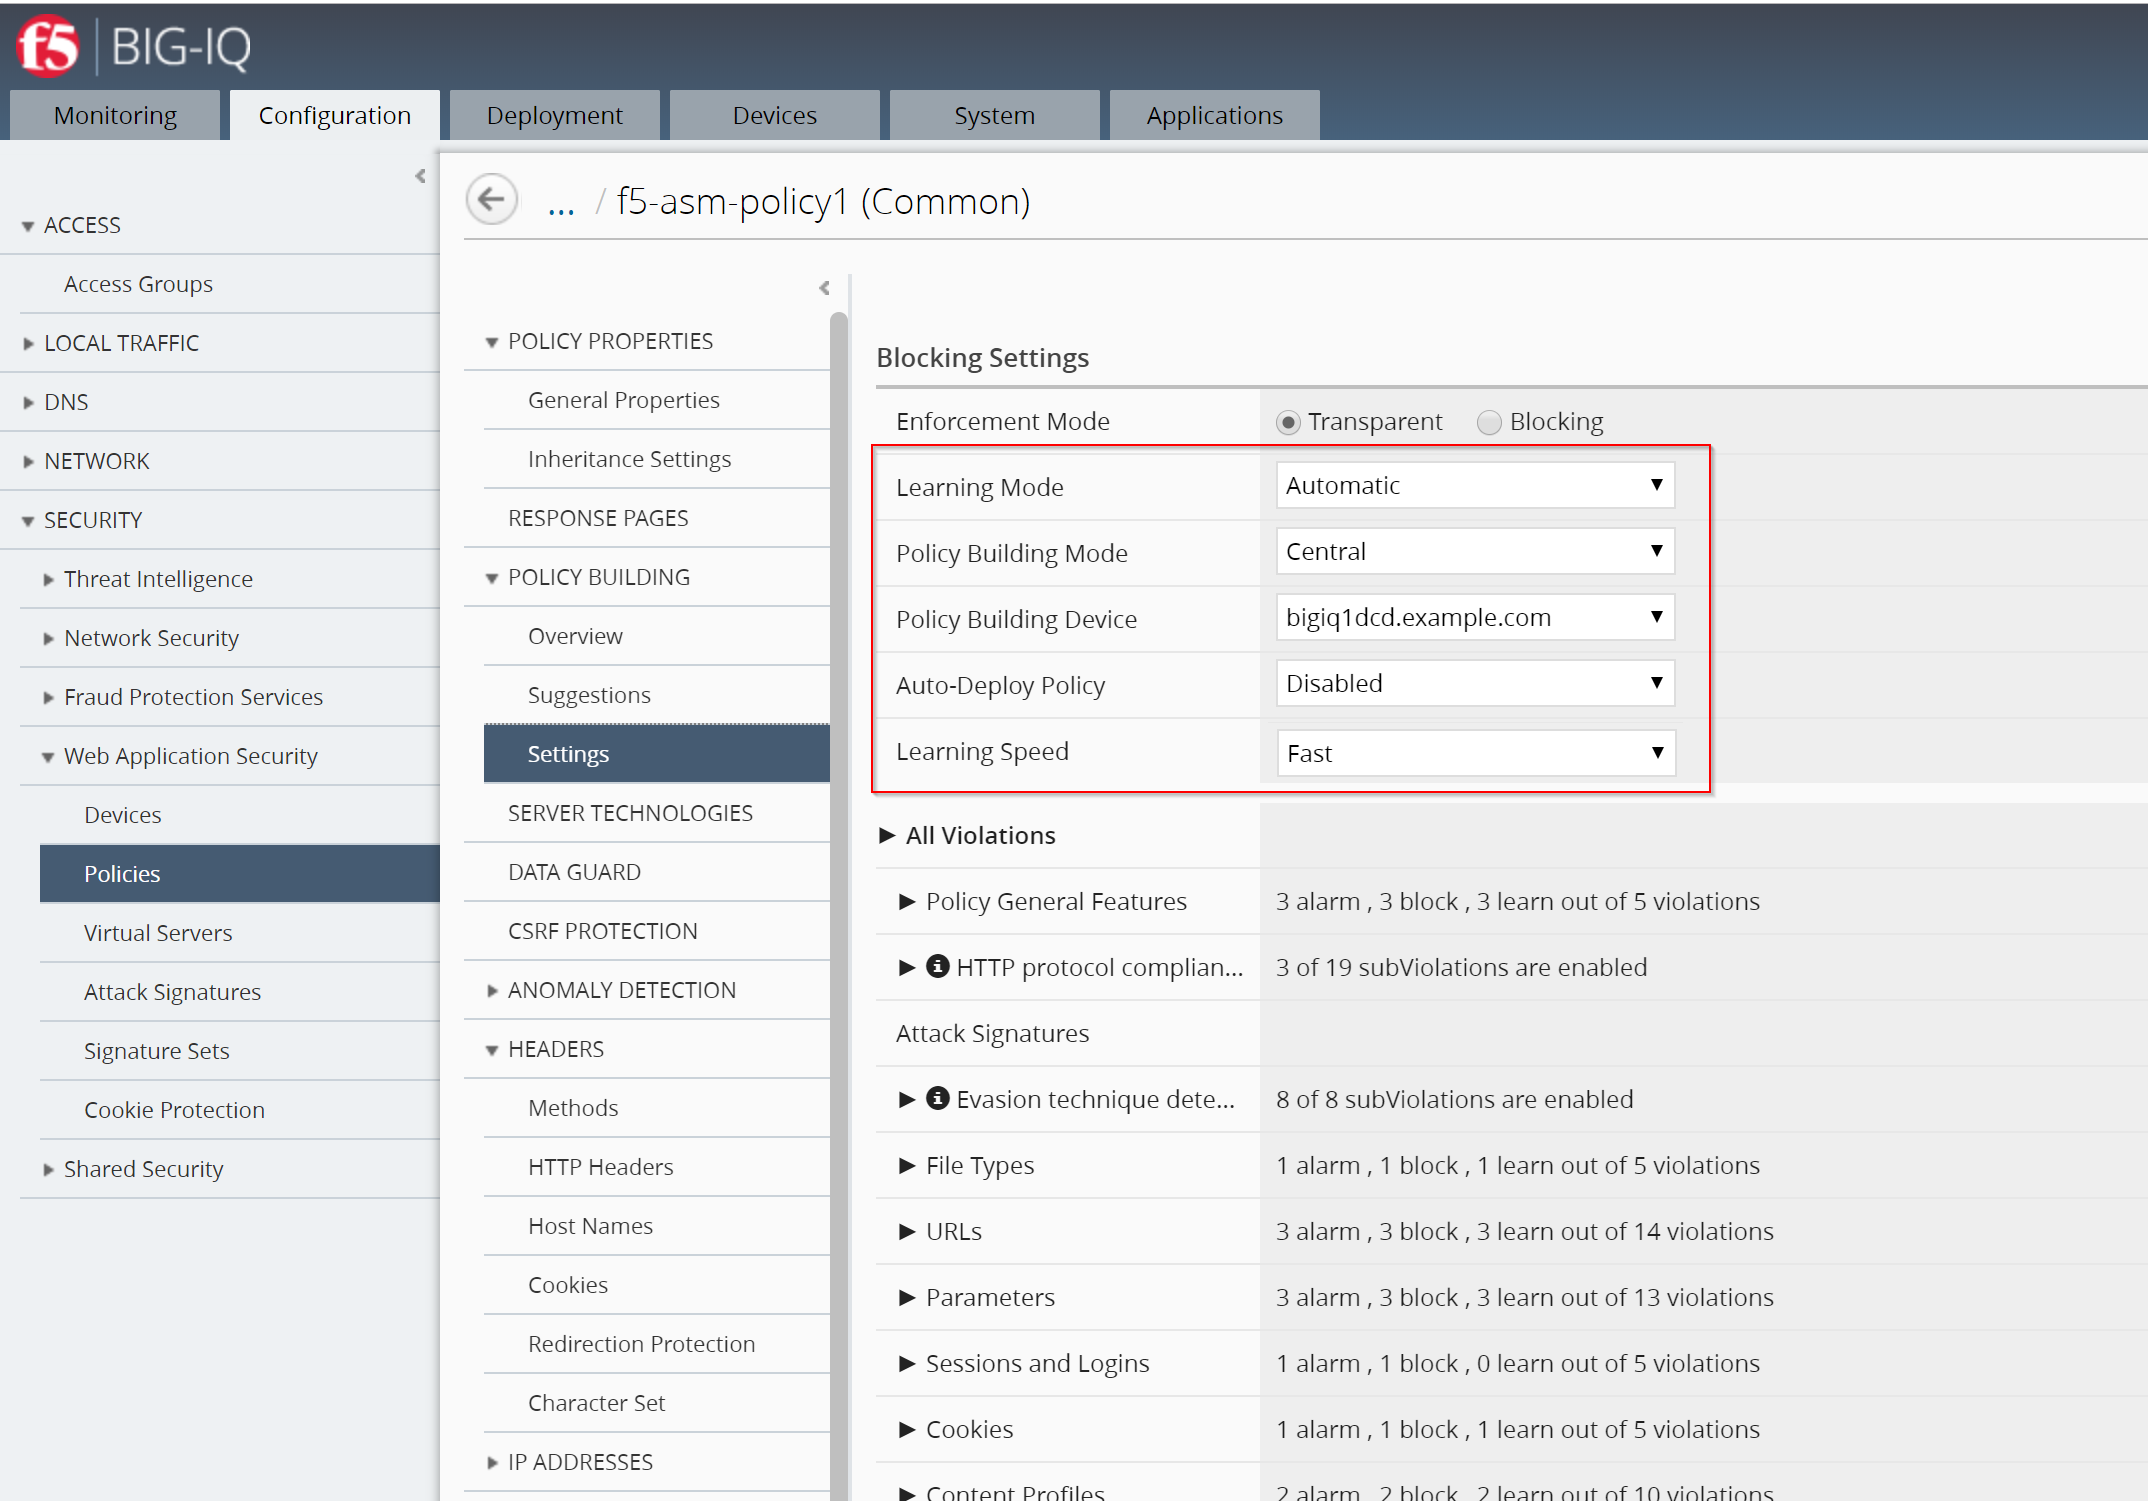 f5 BIG-IQ
Monitoring Configuration Deployment Devices System Applications
ACCESS
Access Groups
LOCAL TRAFFIC
DNS
NETWORK
SECURITY
Threat Intelligence
Network Security
Fraud Protection Services
Web Application Security
Devices
Policies
Virtual Servers
Attack Signatures
Signature Sets
Cookie Protection
Shared Security
... / f5-asm-policy1 (Common)
POLICY PROPERTIES
General Properties
Inheritance Settings
RESPONSE PAGES
POLICY BUILDING
Overview
Suggestions
Settings
SERVER TECHNOLOGIES
DATA GUARD
CSRF PROTECTION
ANOMALY DETECTION
HEADERS
Methods
HTTP Headers
Host Names
Cookies
Redirection Protection
Character Set
IP ADDRESSES
Blocking Settings
Enforcement Mode Transparent Blocking
Learning Mode Automatic
Policy Building Mode Central
Policy Building Device bigiq1dcd.example.com
Auto-Deploy Policy Disabled
Learning Speed Fast
All Violations
Policy General Features 3 alarm , 3 block , 3 learn out of 5 violations
HTTP protocol complian... 3 of 19 subViolations are enabled
Attack Signatures
Evasion technique dete... 8 of 8 subViolations are enabled
File Types 1 alarm , 1 block , 1 learn out of 5 violations
URLs 3 alarm , 3 block , 3 learn out of 14 violations
Parameters 3 alarm , 3 block , 3 learn out of 13 violations
Sessions and Logins 1 alarm , 1 block , 0 learn out of 5 violations
Cookies 1 alarm , 1 block , 1 learn out of 5 violations
Content Profiles 2 alarm , 2 block , 2 learn out of 10 violations